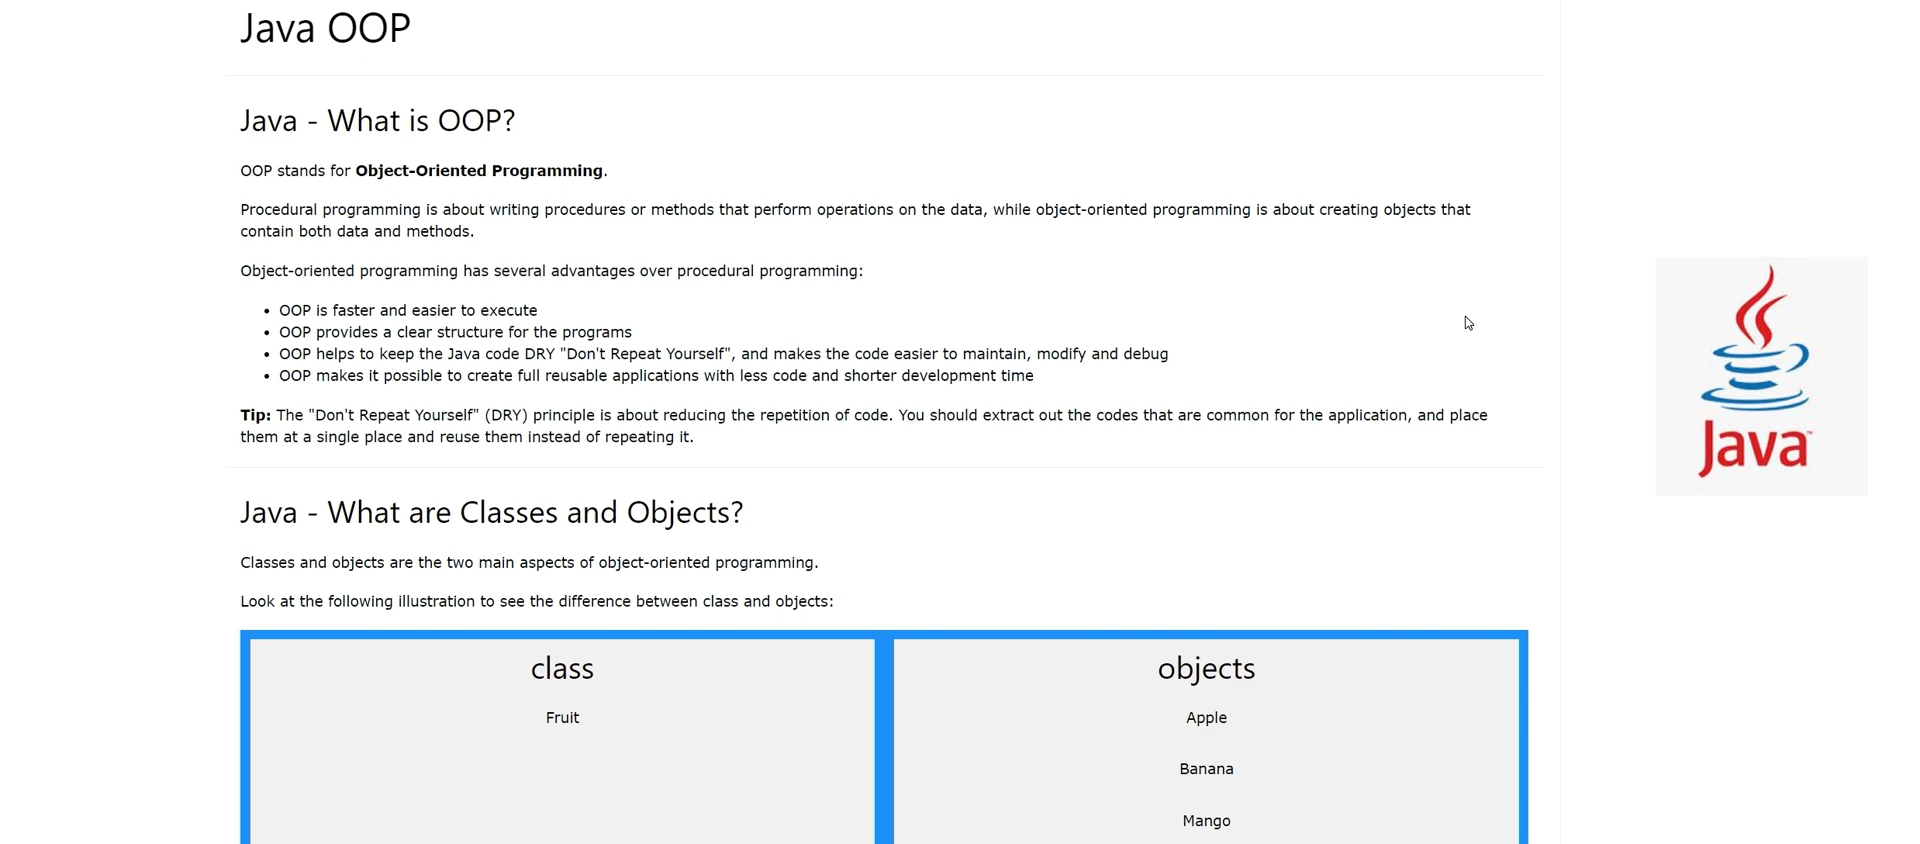 Java OOP
Java - What is OOP?
OOP stands for Object-Oriented Programming.
Procedural programming is about writing procedures or methods that perform operations on the data, while object-oriented programming is about creating objects that
contain both data and methods.
Object-oriented programming has several advantages over procedural programming:
• OOP is faster and easier to execute
• OOP provides a clear structure for the programs
• OOP helps to keep the Java code DRY "Don't Repeat Yourself", and makes the code easier to maintain, modify and debug
• OOP makes it possible to create full reusable applications with less code and shorter development time
Tip: The "Don't Repeat Yourself" (DRY) principle is about reducing the repetition of code. You should extract out the codes that are common for the application, and place
them at a single place and reuse them instead of repeating it.
Java - What are Classes and Objects?
Classes and objects are the two main aspects of object-oriented programming.
Look at the following illustration to see the difference between class and objects:
class
Fruit
objects
Apple
Banana
Mango
Java™